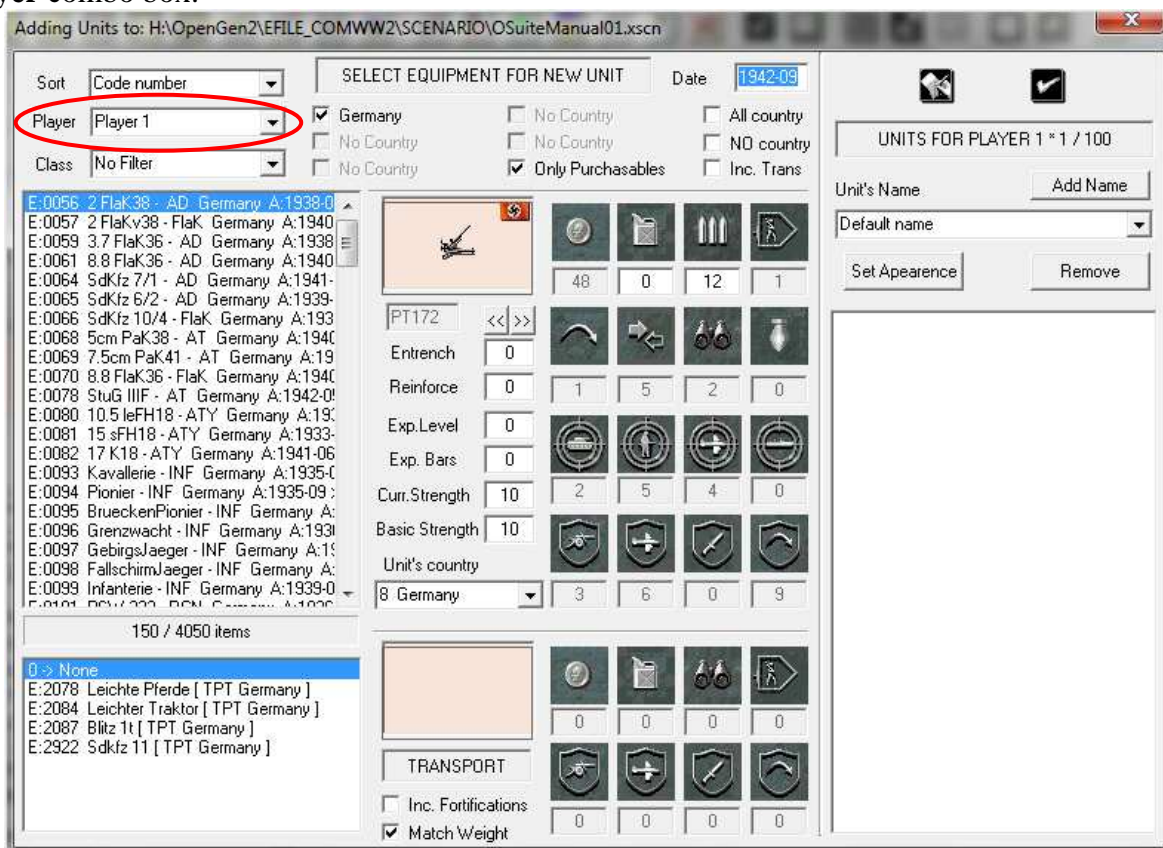 yer combo box.
Adding Units to: H:\OpenGen2\EFILE_COMWW2\SCENARIO\OSuiteManual01.xscn
Sort Code number SELECT EQUIPMENT FOR NEW UNIT Date 1942-09
Player Player 1 Germany No Country All country
No Country No Country NO country
Class No Filter No Country Only Purchasables Inc. Trans
UNITS FOR PLAYER 1 * 1 / 100
Unit's Name Add Name
Default name
Set Apearence Remove
E:0056 2 FlaK38 - AD Germany A:1938-0
E:0057 2 FlaKv38 - FlaK Germany A:1940
E:0059 3.7 FlaK36 - AD Germany A:1938
E:0061 8.8 FlaK36 - AD Germany A:1940
E:0064 SdKfz 7/1 - AD Germany A:1941-
E:0065 SdKfz 6/2 - AD Germany A:1939-
E:0066 SdKfz 10/4 - FlaK Germany A:193
E:0068 5cm PaK38 - AT Germany A:1940
E:0069 7.5cm PaK41 - AT Germany A:19
E:0070 8.8 FlaK36 - FlaK Germany A:1940
E:0078 StuG IIIF - AT Germany A:1942-0
E:0080 10.5 leFH18 - ATY Germany A:19
E:0081 15 sFH18 - ATY Germany A:1933-
E:0082 17 K18 - ATY Germany A:1941-06
E:0093 Kavallerie - INF Germany A:1935-0
E:0094 Pionier - INF Germany A:1935-09
E:0095 BrueckenPionier - INF Germany A:
E:0096 Grenzwacht - INF Germany A:193
E:0097 GebirgsJaeger - INF Germany A:19
E:0098 FallschirmJaeger - INF Germany A:
E:0099 Infanterie - INF Germany A:1939-0
150 / 4050 items
0 -> None
E:2078 Leichte Pferde [ TPT Germany ]
E:2084 Leichter Traktor [ TPT Germany ]
E:2087 Blitz 1t [ TPT Germany ]
E:2922 Sdkfz 11 [ TPT Germany ]
48 0 12 1
PT172 << >>
Entrench 0
Reinforce 0
1 5 2 0
Exp.Level 0
Exp. Bars 0
2 5 4 0
Curr.Strength 10
Basic Strength 10
Unit's country
8 Germany
3 6 0 9
0 0 0 0
TRANSPORT
Inc. Fortifications
Match Weight
0 0 0 0